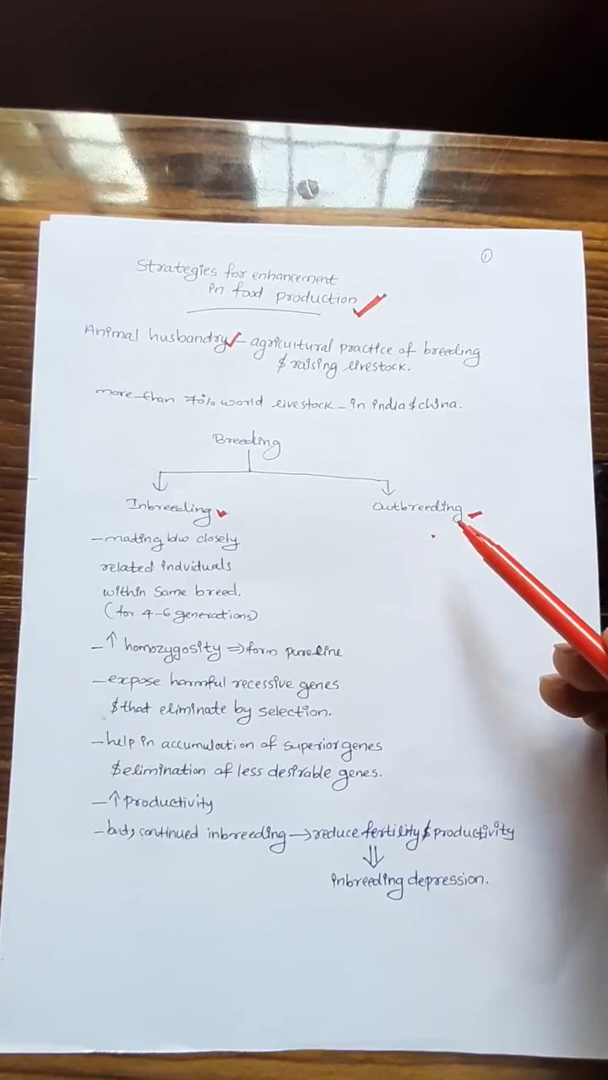 ①
Strategies for enhancement
in food production
Animal husbandry - agricultural practice of breeding
& raising livestock.
more than 70% world livestock - in india & china.
Breeding
Inbreeding
Outbreeding
- mating b/w closely
related indviduals
within same breed.
(for 4-6 generations)
- ↑ homozygosity ⇒ form pureline
- expose harmful recessive genes
& that eliminate by selection.
- help in accumulation of superior genes
& elimination of less desirable genes.
- ↑ productivity
- but, continued inbreeding → reduce fertility & productivity
⇓
inbreeding depression.